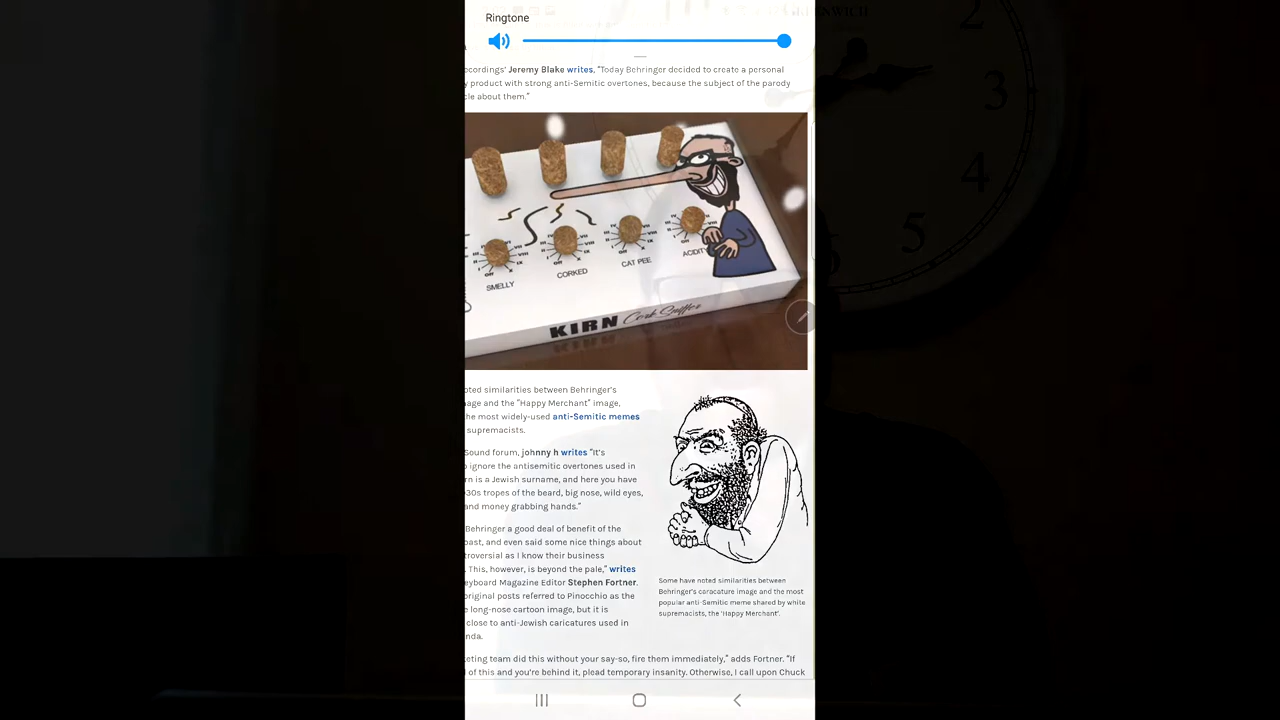 Ringtone
ecordings' Jeremy Blake writes, "Today Behringer decided to create a personal
y product with strong anti-Semitic overtones, because the subject of the parody
cle about them."
SMELLY
CORKED
CAT PEE
ACIDITY
KIRN Cork Sniffer
oted similarities between Behringer's
age and the "Happy Merchant" image,
he most widely-used anti-Semitic memes
supremacists.
Sound forum, johnny h writes "It's
o ignore the antisemitic overtones used in
rn is a Jewish surname, and here you have
30s tropes of the beard, big nose, wild eyes,
and money grabbing hands."
Behringer a good deal of benefit of the
past, and even said some nice things about
troversial as I know their business
. This, however, is beyond the pale," writes
eyboard Magazine Editor Stephen Fortner.
original posts referred to Pinocchio as the
e long-nose cartoon image, but it is
close to anti-Jewish caricatures used in
nda.
Some have noted similarities between
Behringer's caracature image and the most
popular anti-Semitic meme shared by white
supremacists, the 'Happy Merchant'.
eting team did this without your say-so, fire them immediately," adds Fortner. "If
l of this and you're behind it, plead temporary insanity. Otherwise, I call upon Chuck
2
3
4
5